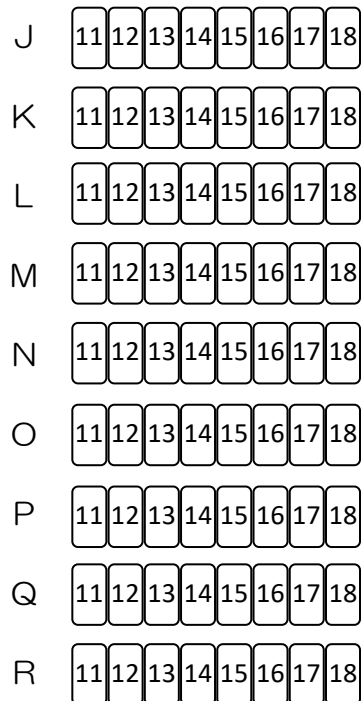 J 11 12 13 14 15 16 17 18
K 11 12 13 14 15 16 17 18
L 11 12 13 14 15 16 17 18
M 11 12 13 14 15 16 17 18
N 11 12 13 14 15 16 17 18
O 11 12 13 14 15 16 17 18
P 11 12 13 14 15 16 17 18
Q 11 12 13 14 15 16 17 18
R 11 12 13 14 15 16 17 18